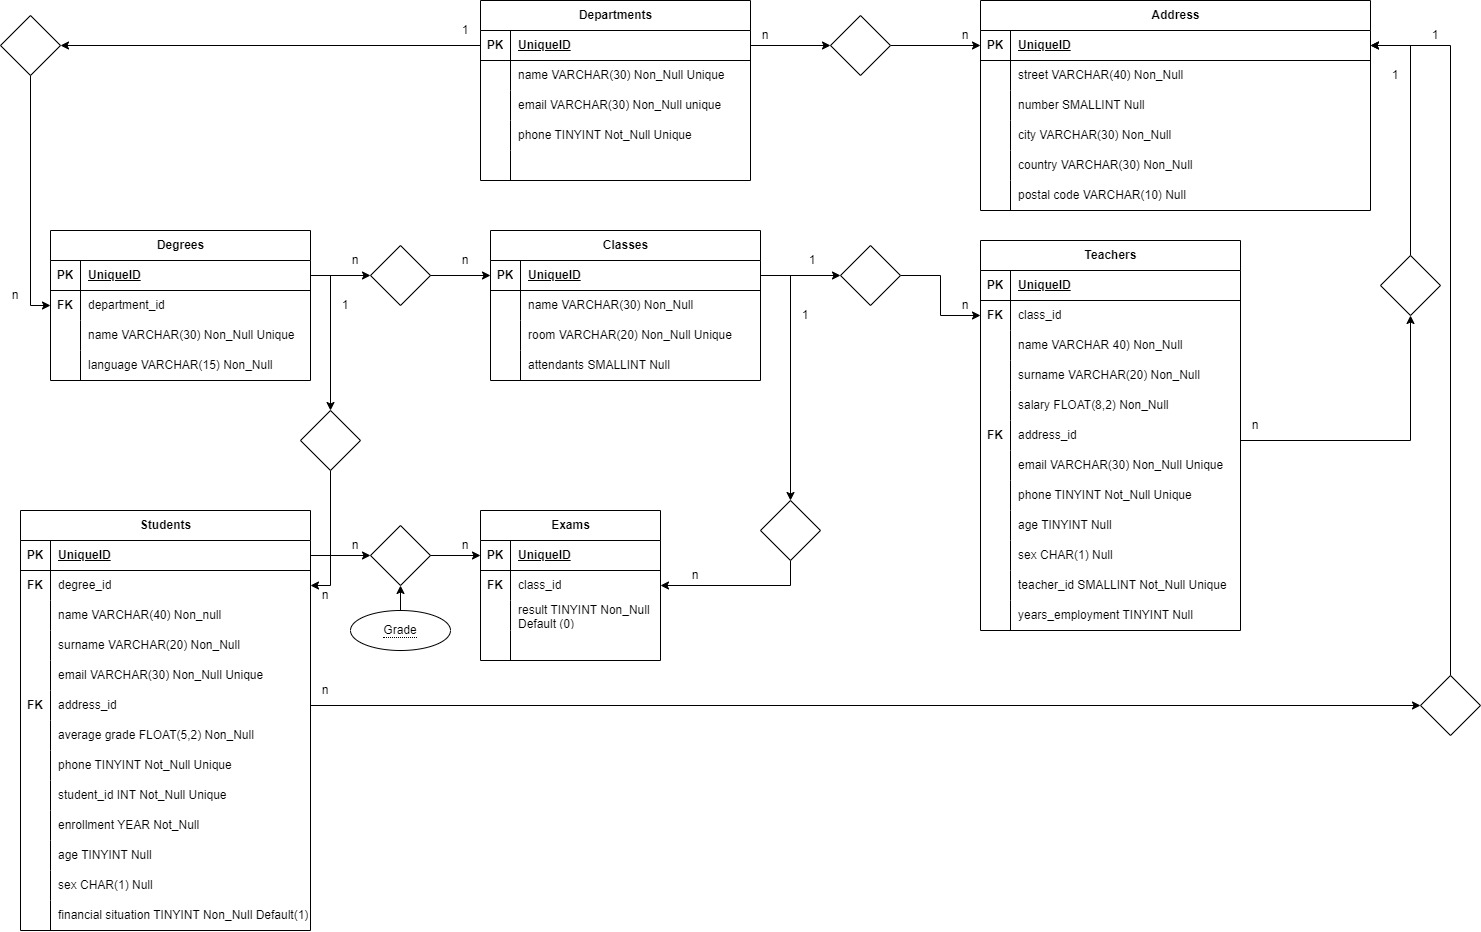 Departments
PK UniqueID
name VARCHAR(30) Non_Null Unique
email VARCHAR(30) Non_Null unique
phone TINYINT Not_Null Unique
1
n
n
Address
PK UniqueID
street VARCHAR(40) Non_Null
number SMALLINT Null
city VARCHAR(30) Non_Null
country VARCHAR(30) Non_Null
postal code VARCHAR(10) Null
1
1
n
Degrees
PK UniqueID
FK department_id
name VARCHAR(30) Non_Null Unique
language VARCHAR(15) Non_Null
n
n
1
Classes
PK UniqueID
name VARCHAR(30) Non_Null
room VARCHAR(20) Non_Null Unique
attendants SMALLINT Null
1
n
1
Teachers
PK UniqueID
FK class_id
name VARCHAR 40) Non_Null
surname VARCHAR(20) Non_Null
salary FLOAT(8,2) Non_Null
FK address_id
email VARCHAR(30) Non_Null Unique
phone TINYINT Not_Null Unique
age TINYINT Null
sex CHAR(1) Null
teacher_id SMALLINT Not_Null Unique
years_employment TINYINT Null
n
Students
PK UniqueID
FK degree_id
name VARCHAR(40) Non_null
surname VARCHAR(20) Non_Null
email VARCHAR(30) Non_Null Unique
FK address_id
average grade FLOAT(5,2) Non_Null
phone TINYINT Not_Null Unique
student_id INT Not_Null Unique
enrollment YEAR Not_Null
age TINYINT Null
sex CHAR(1) Null
financial situation TINYINT Non_Null Default(1)
n
n
n
Grade
n
Exams
PK UniqueID
FK class_id
result TINYINT Non_Null
Default (0)
n